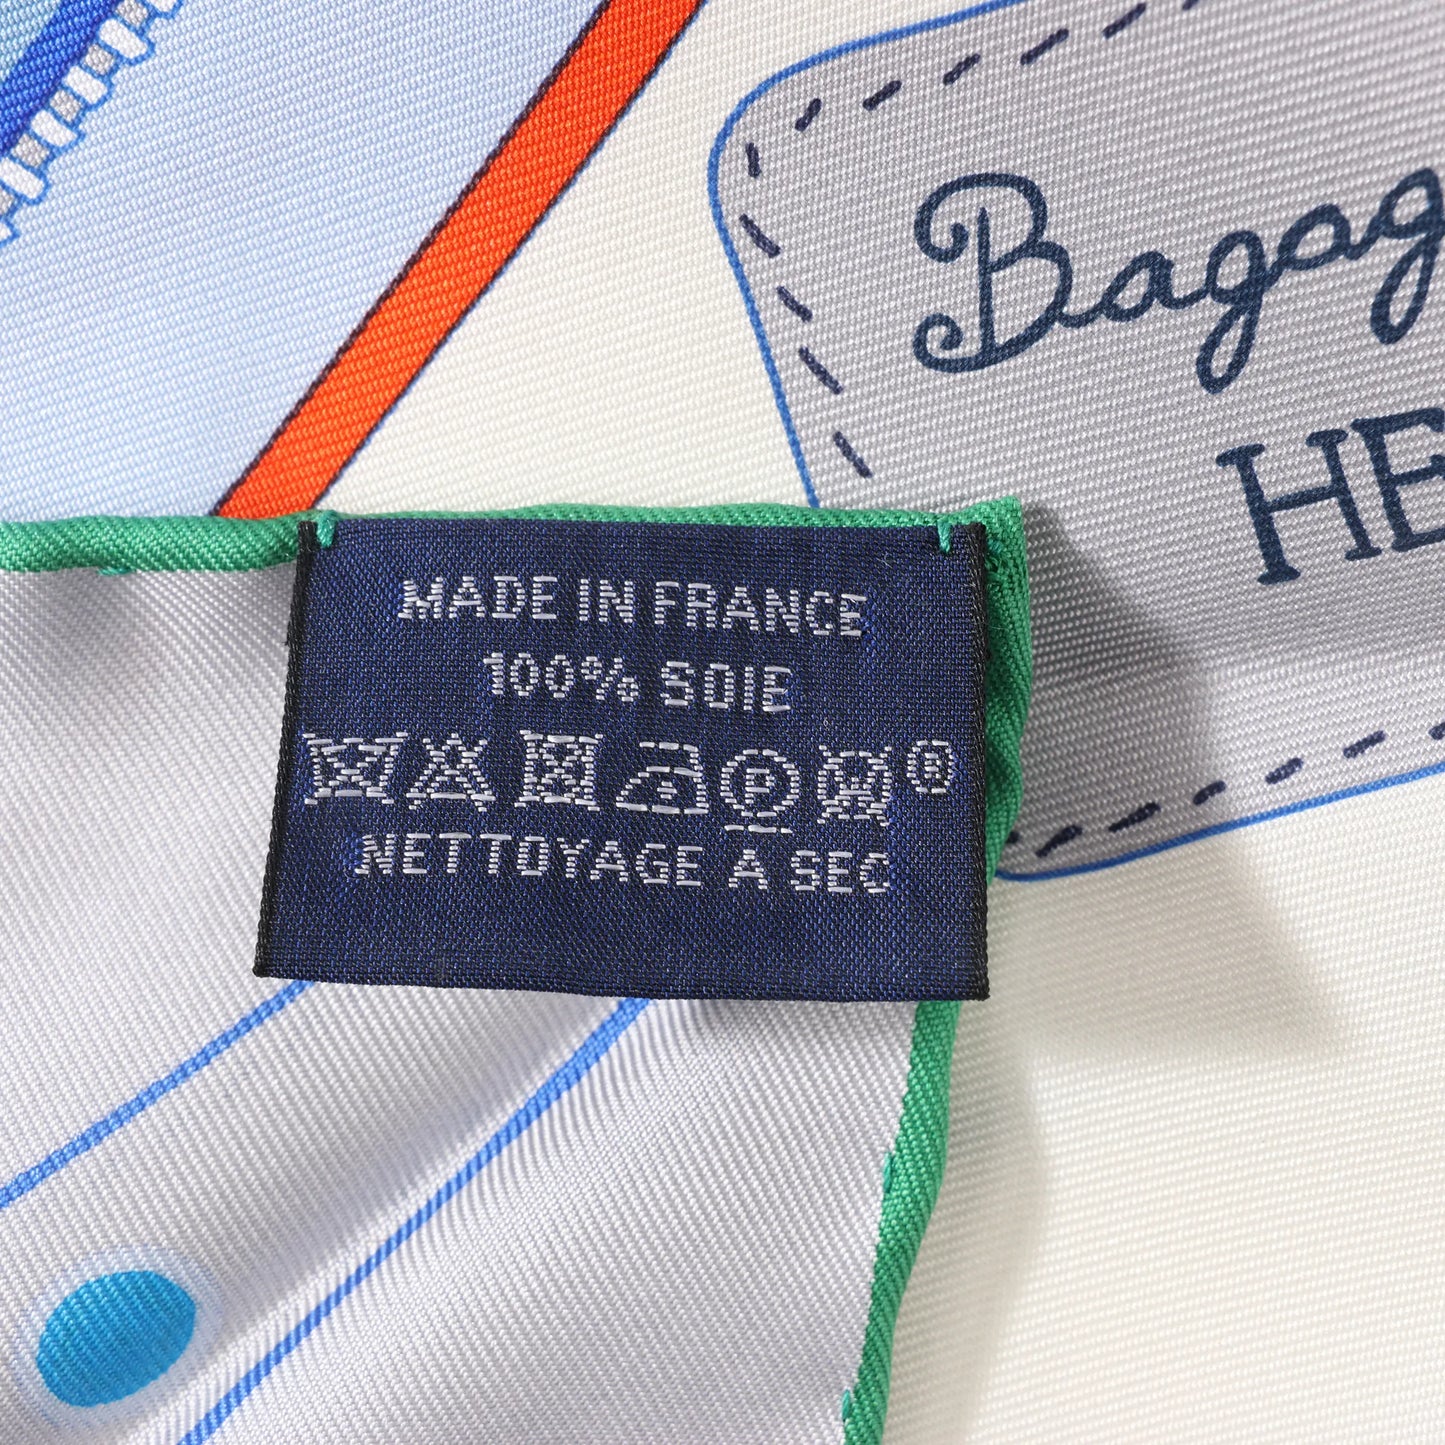 Bagag
HE
MADE IN FRANCE
100% SOIE
P W ®
NETTOYAGE A SEC